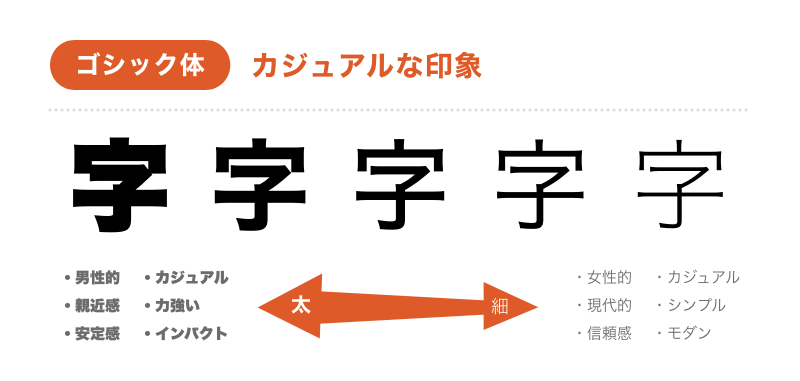 ゴシック体 カジュアルな印象
字 字 字 字 字
・男性的 ・カジュアル
・親近感 ・力強い
・安定感 ・インパクト
太 細
・女性的 ・カジュアル
・現代的 ・シンプル
・信頼感 ・モダン